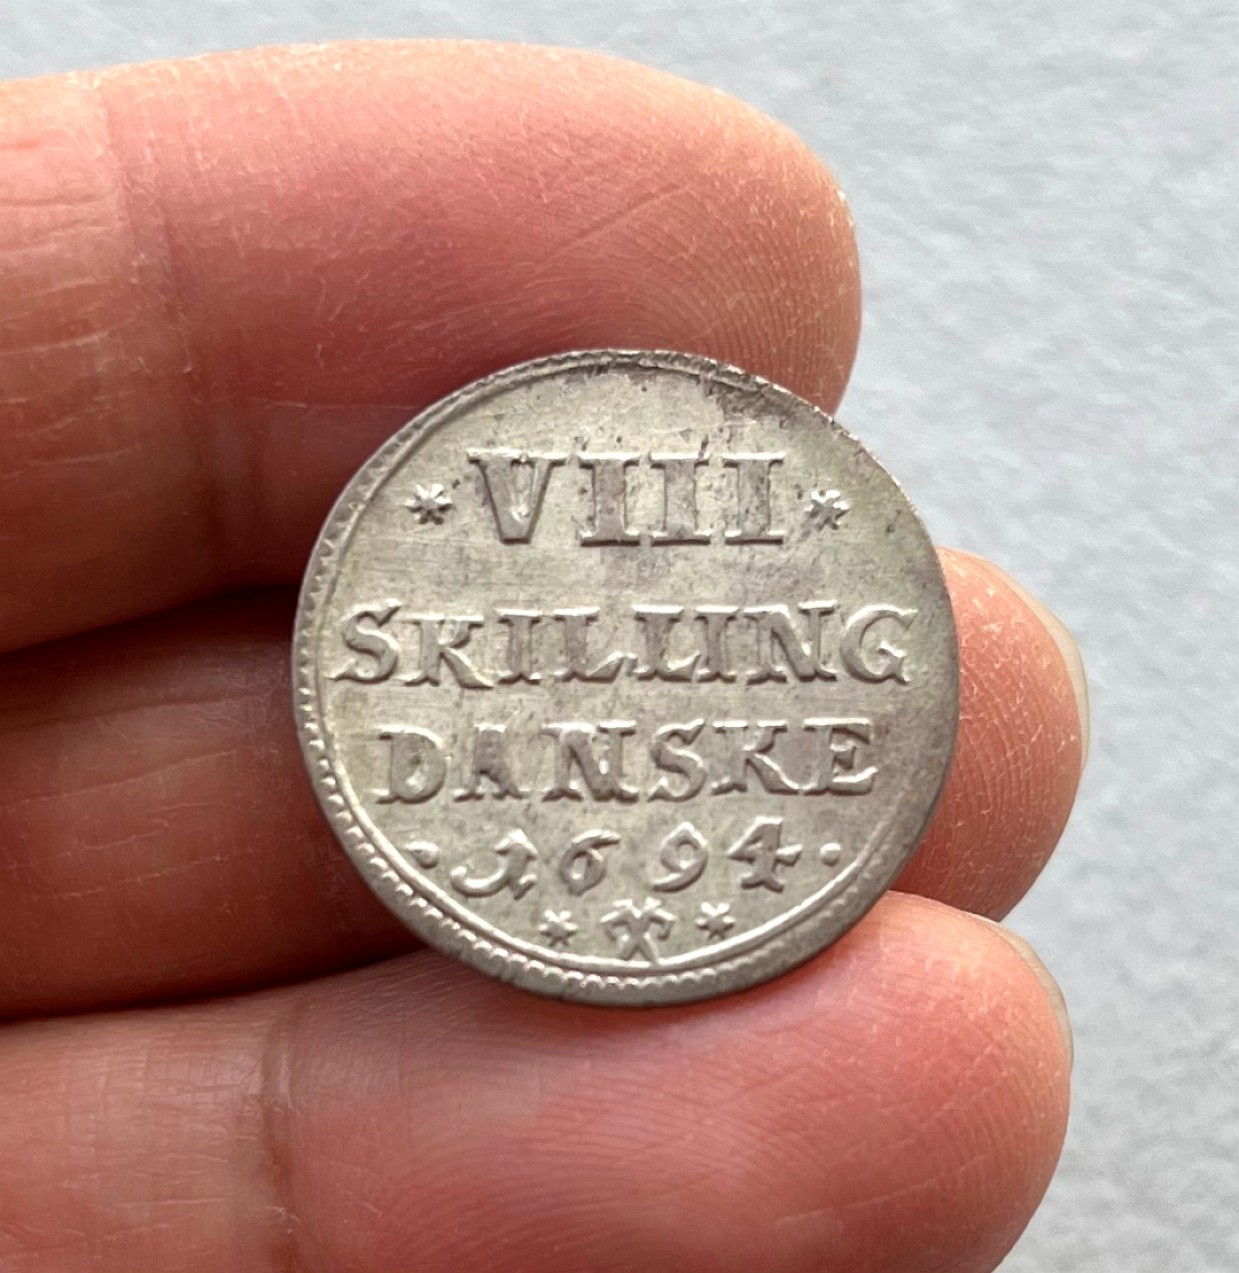 * VIII *
SKILLING
DANSKE
· 1694 ·